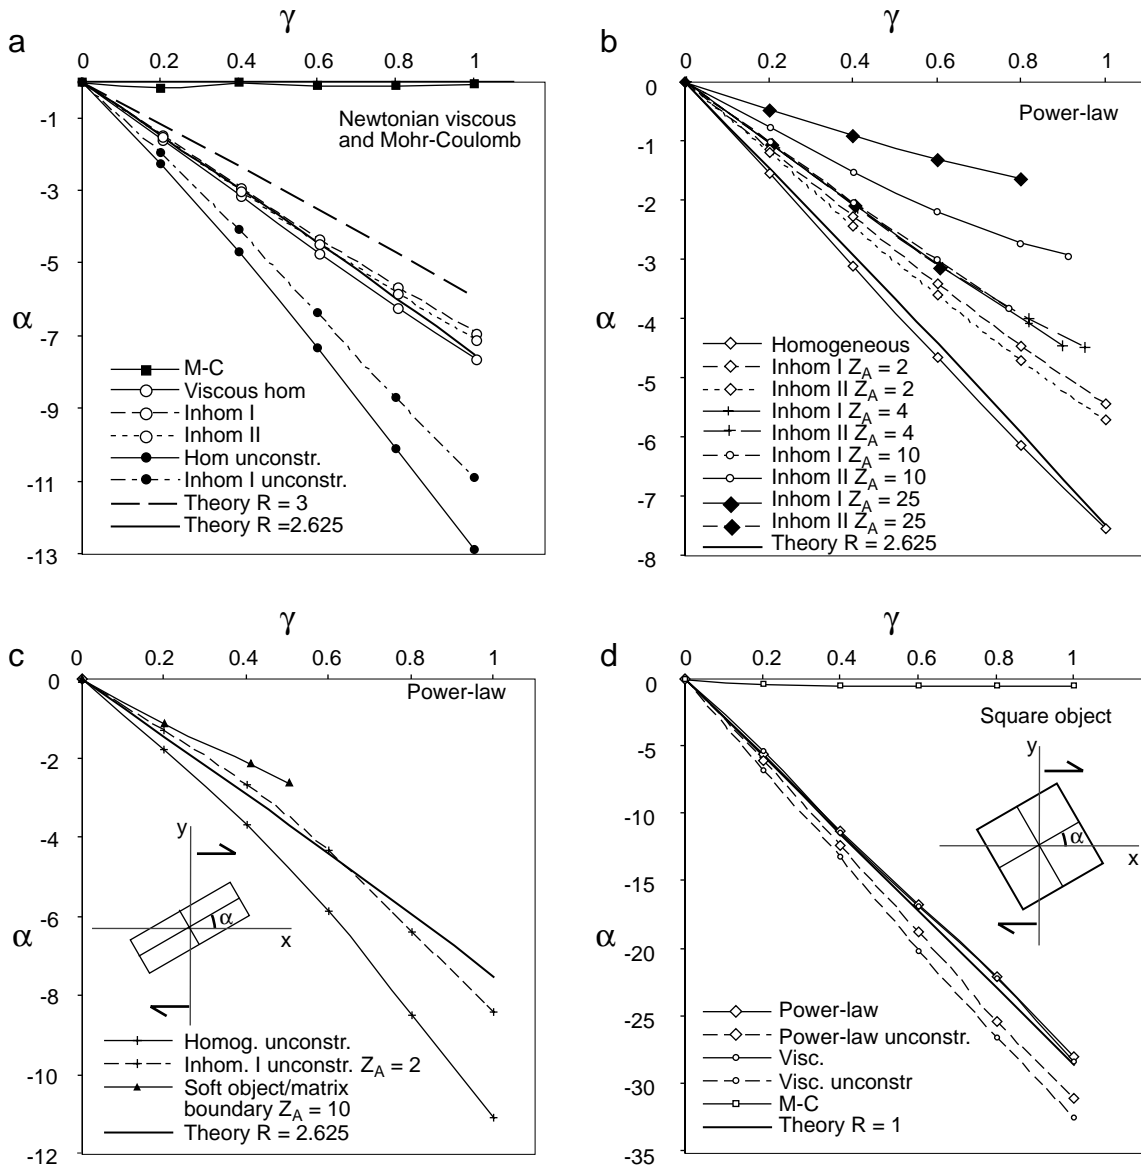 a
γ
0
0.2
0.4
0.6
0.8
1
Newtonian viscous
and Mohr-Coulomb
-1
-3
-5
-7
-9
-11
-13
α
M-C
Viscous hom
Inhom I
Inhom II
Hom unconstr.
Inhom I unconstr.
Theory R = 3
Theory R =2.625
b
γ
0
0.2
0.4
0.6
0.8
1
Power-law
0
-1
-2
-3
-4
-5
-6
-7
-8
α
Homogeneous
Inhom I Z_A = 2
Inhom II Z_A = 2
Inhom I Z_A = 4
Inhom II Z_A = 4
Inhom I Z_A = 10
Inhom II Z_A = 10
Inhom I Z_A = 25
Inhom II Z_A = 25
Theory R = 2.625
c
γ
0
0.2
0.4
0.6
0.8
1
Power-law
0
-2
-4
-6
-8
-10
-12
α
y
α
x
Homog. unconstr.
Inhom. I unconstr. Z_A = 2
Soft object/matrix
boundary Z_A = 10
Theory R = 2.625
d
γ
0
0.2
0.4
0.6
0.8
1
Square object
0
-5
-10
-15
-20
-25
-30
-35
α
y
α
x
Power-law
Power-law unconstr.
Visc.
Visc. unconstr
M-C
Theory R = 1